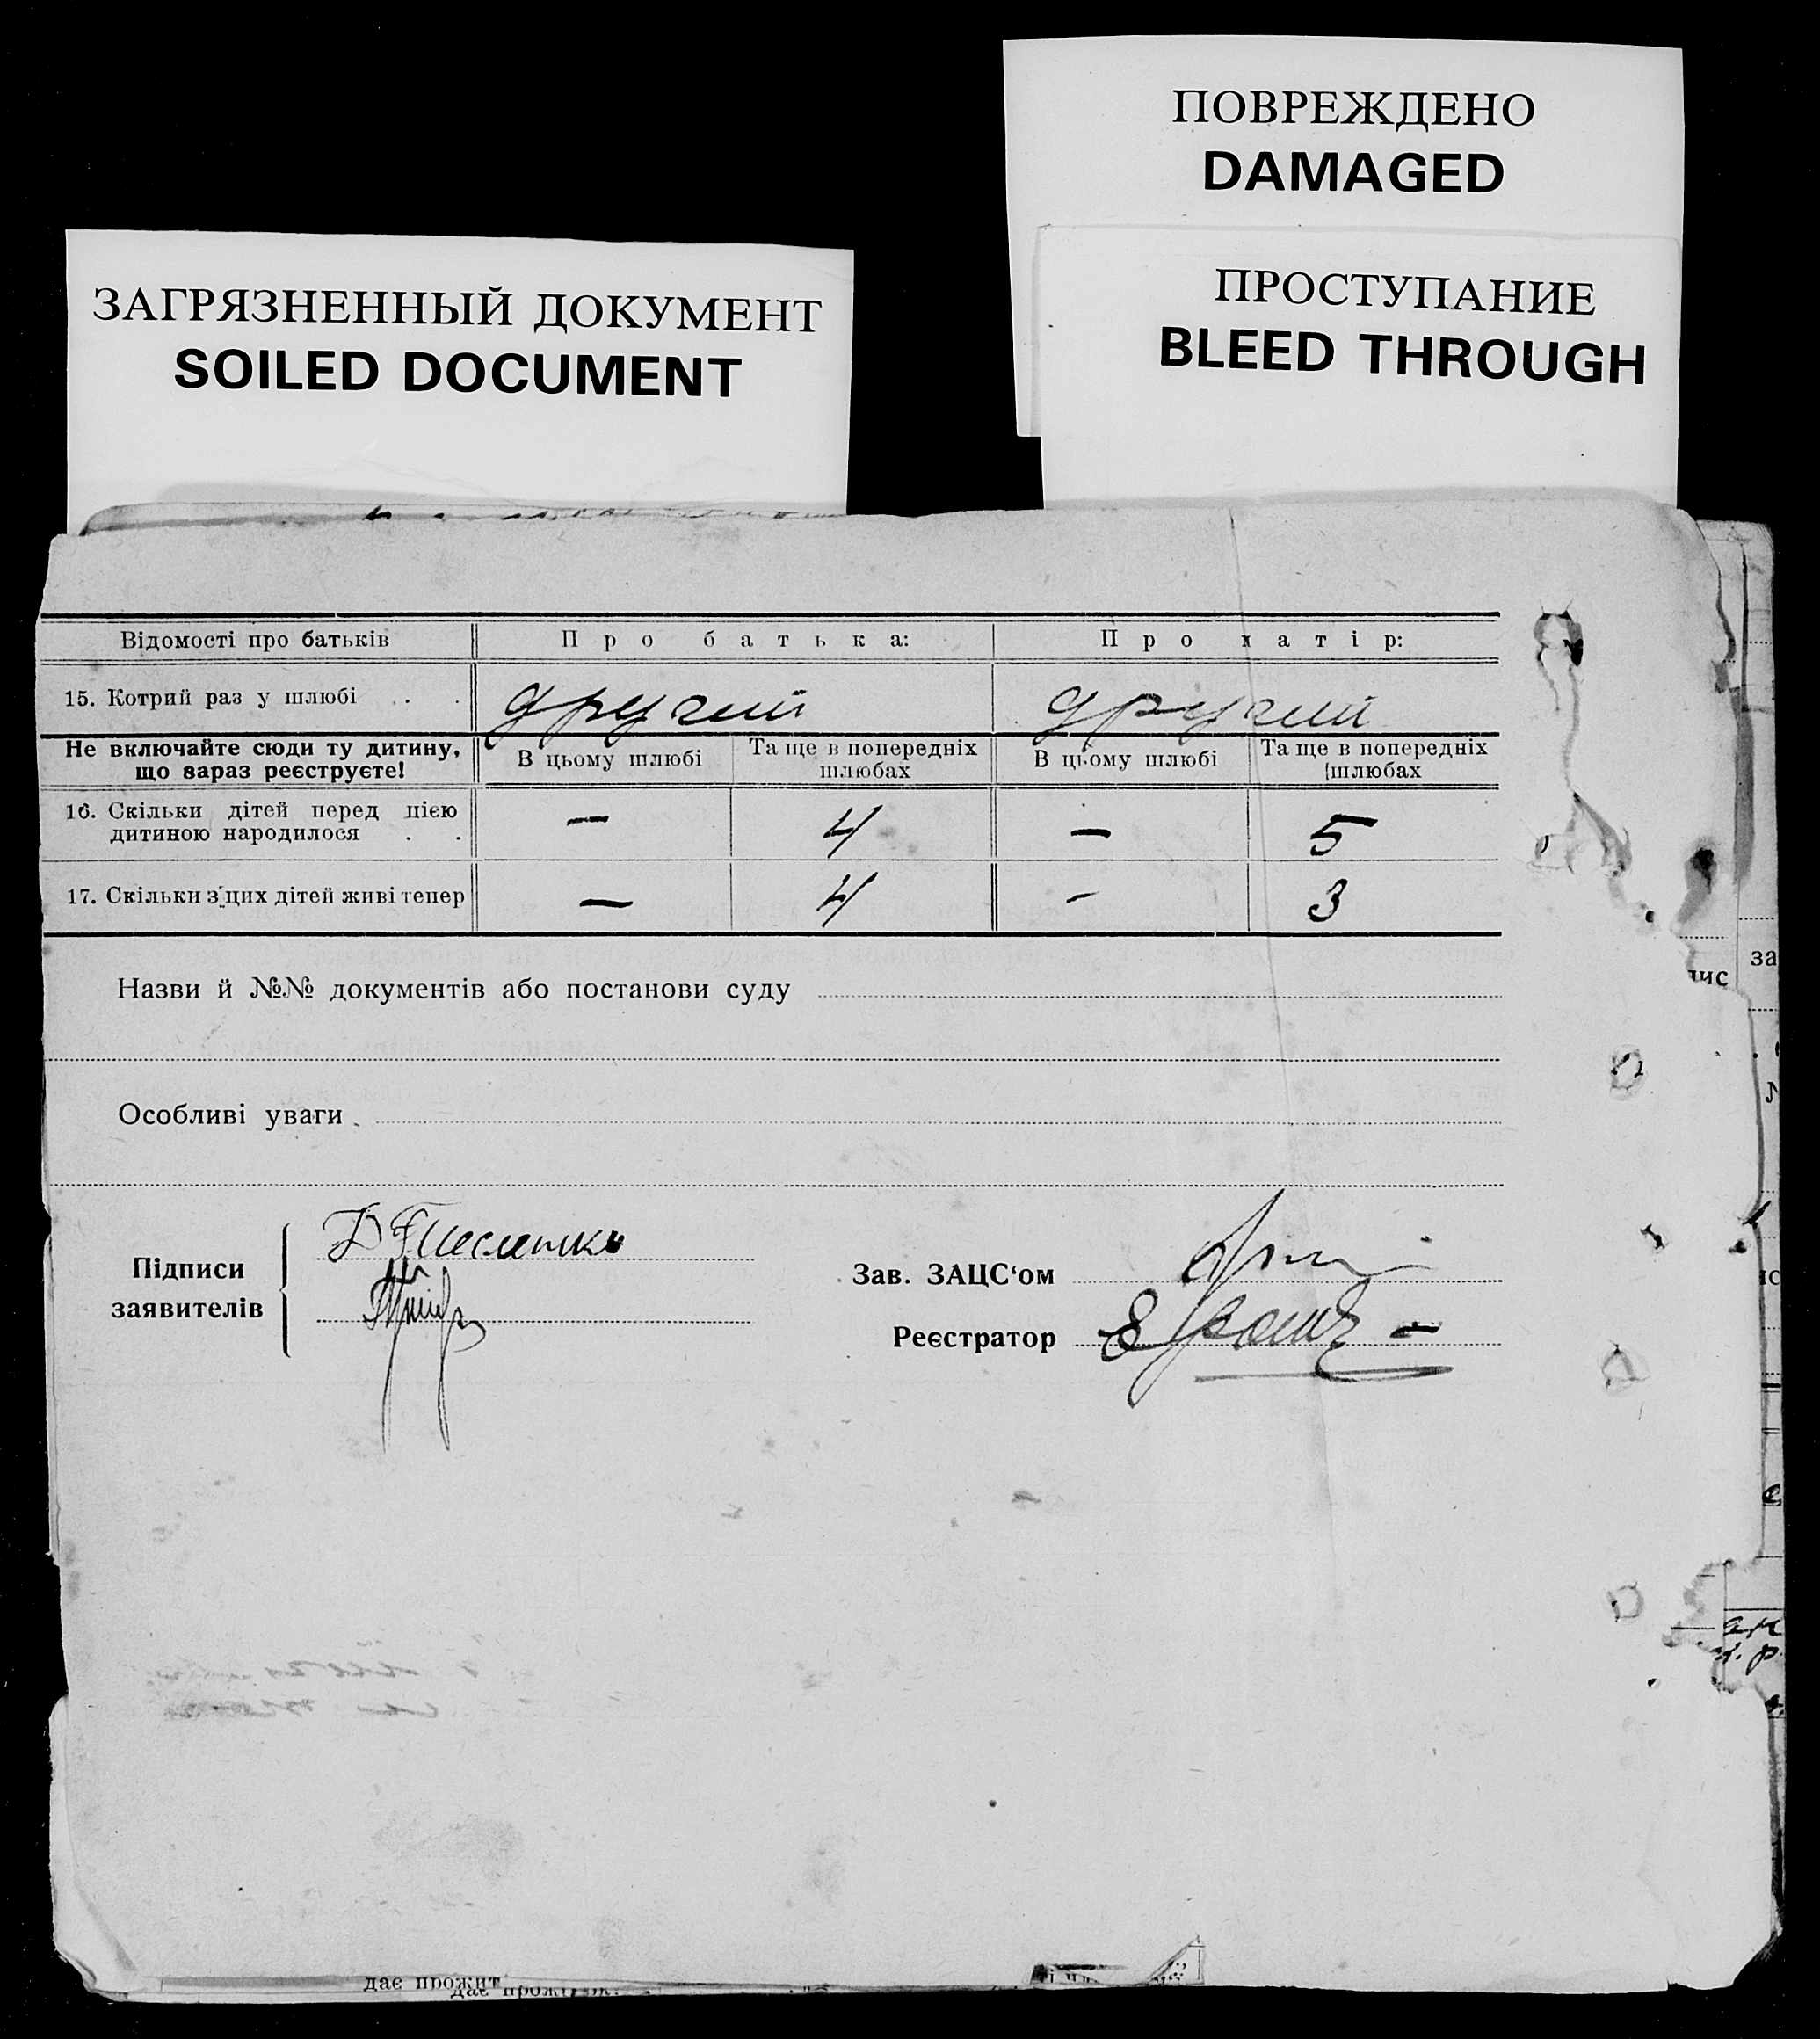 ПОВРЕЖДЕНО
DAMAGED
ЗАГРЯЗНЕННЫЙ ДОКУМЕНТ
SOILED DOCUMENT
ПРОСТУПАНИЕ
BLEED THROUGH
Відомості про батьків Про батька: Про матір:
15. Котрий раз у шлюбі . . другий другий
Не включайте сюди ту дитину, що зараз реєструєте! В цьому шлюбі Та ще в попередніх шлюбах В цьому шлюбі Та ще в попередніх шлюбах
16. Скільки дітей перед цією дитиною народилося . . — 4 — 5
17. Скільки з цих дітей живі тепер — 4 - 3
Назви й №№ документів або постанови суду
Особливі уваги
Підписи заявителів
Зав. ЗАЦС‘ом
Реєстратор
дає прожит